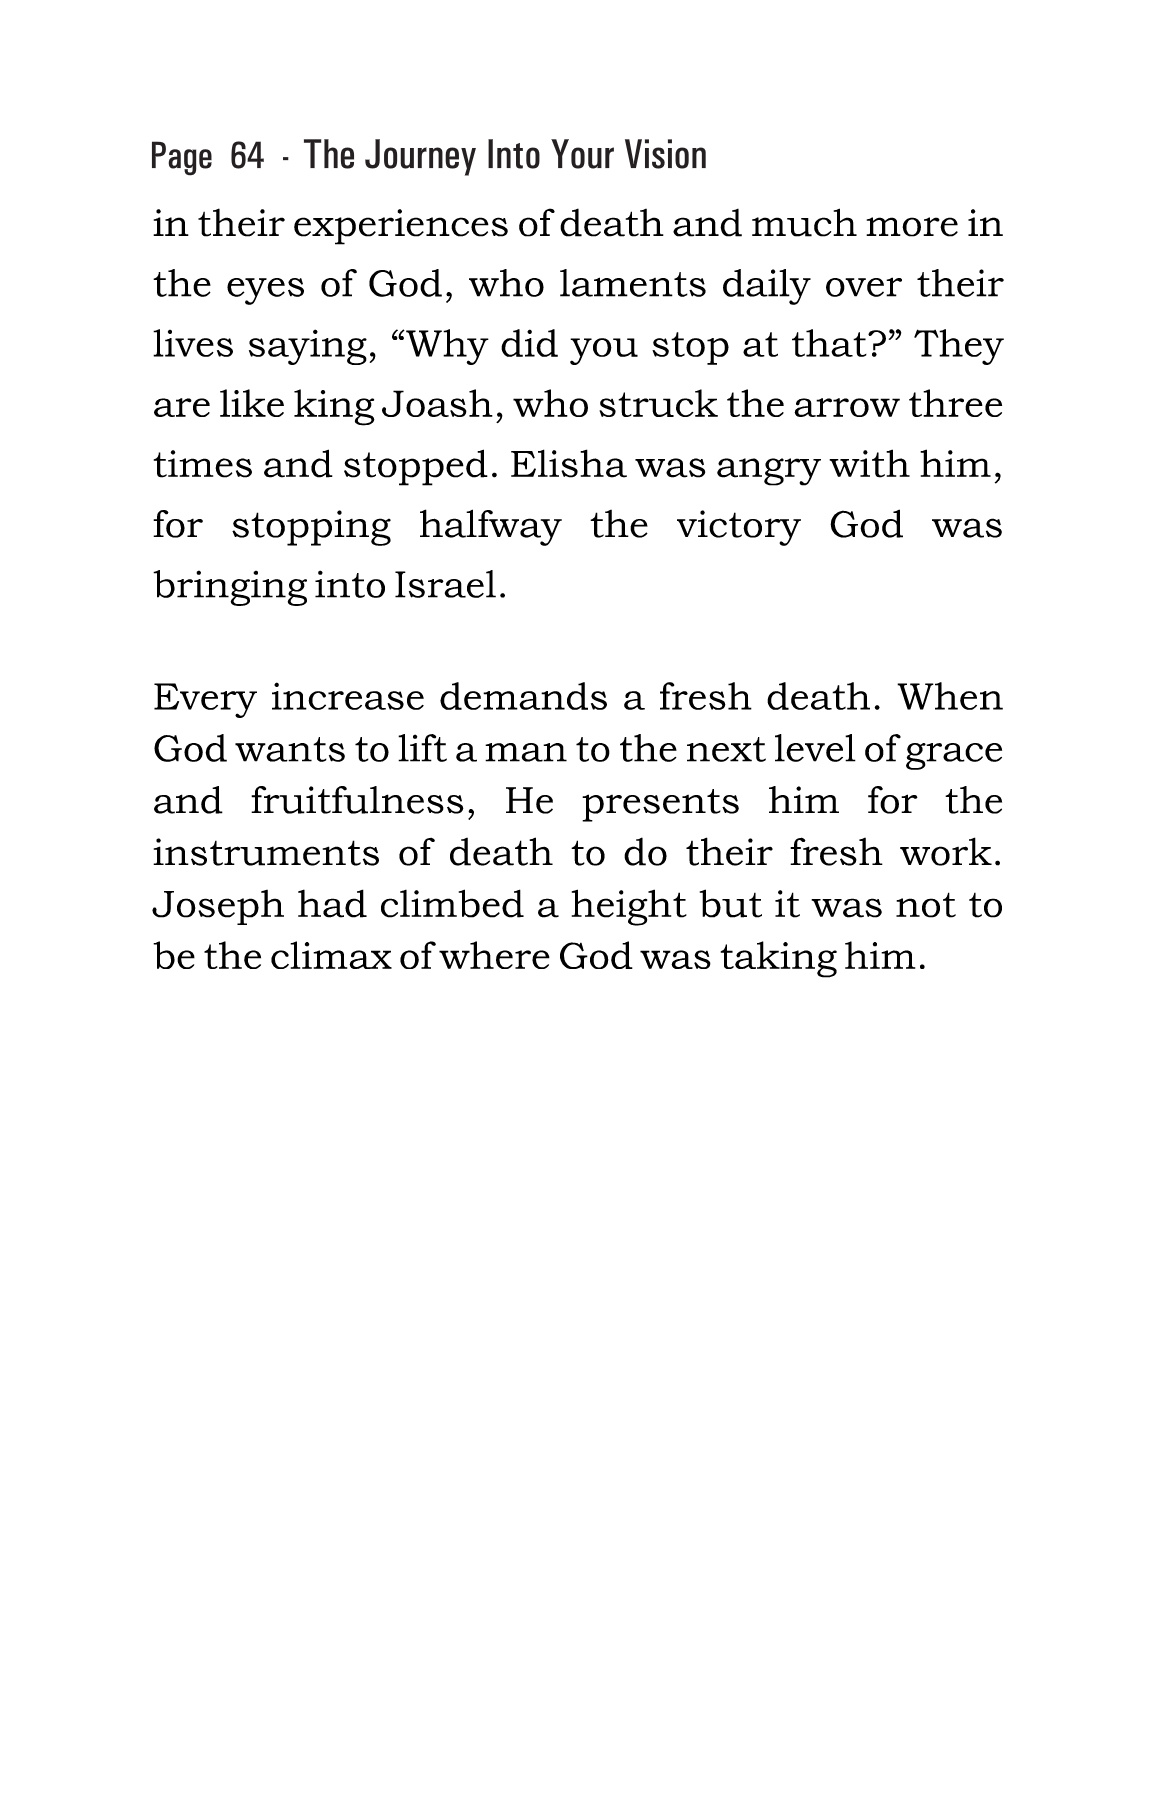 Page 64 - The Journey Into Your Vision
in their experiences of death and much more in
the eyes of God, who laments daily over their
lives saying, “Why did you stop at that?” They
are like king Joash, who struck the arrow three
times and stopped. Elisha was angry with him,
for stopping halfway the victory God was
bringing into Israel.
Every increase demands a fresh death. When
God wants to lift a man to the next level of grace
and fruitfulness, He presents him for the
instruments of death to do their fresh work.
Joseph had climbed a height but it was not to
be the climax of where God was taking him.